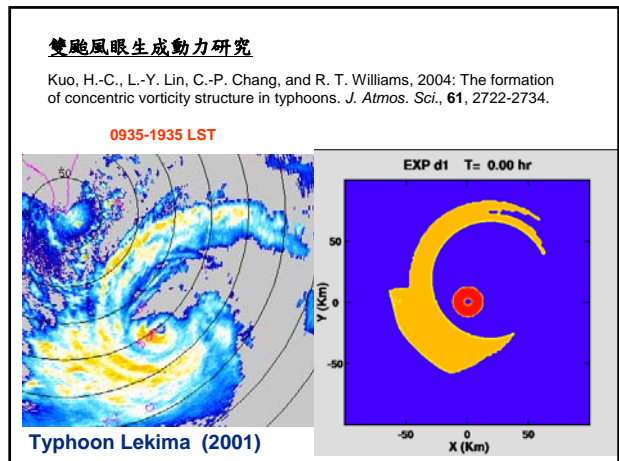 雙颱風眼生成動力研究
Kuo, H.-C., L.-Y. Lin, C.-P. Chang, and R. T. Williams, 2004: The formation
of concentric vorticity structure in typhoons. J. Atmos. Sci., 61, 2722-2734.
0935-1935 LST
50
Typhoon Lekima (2001)
EXP d1 T= 0.00 hr
Y (Km)
50
0
-50
-50 0 50
X (Km)